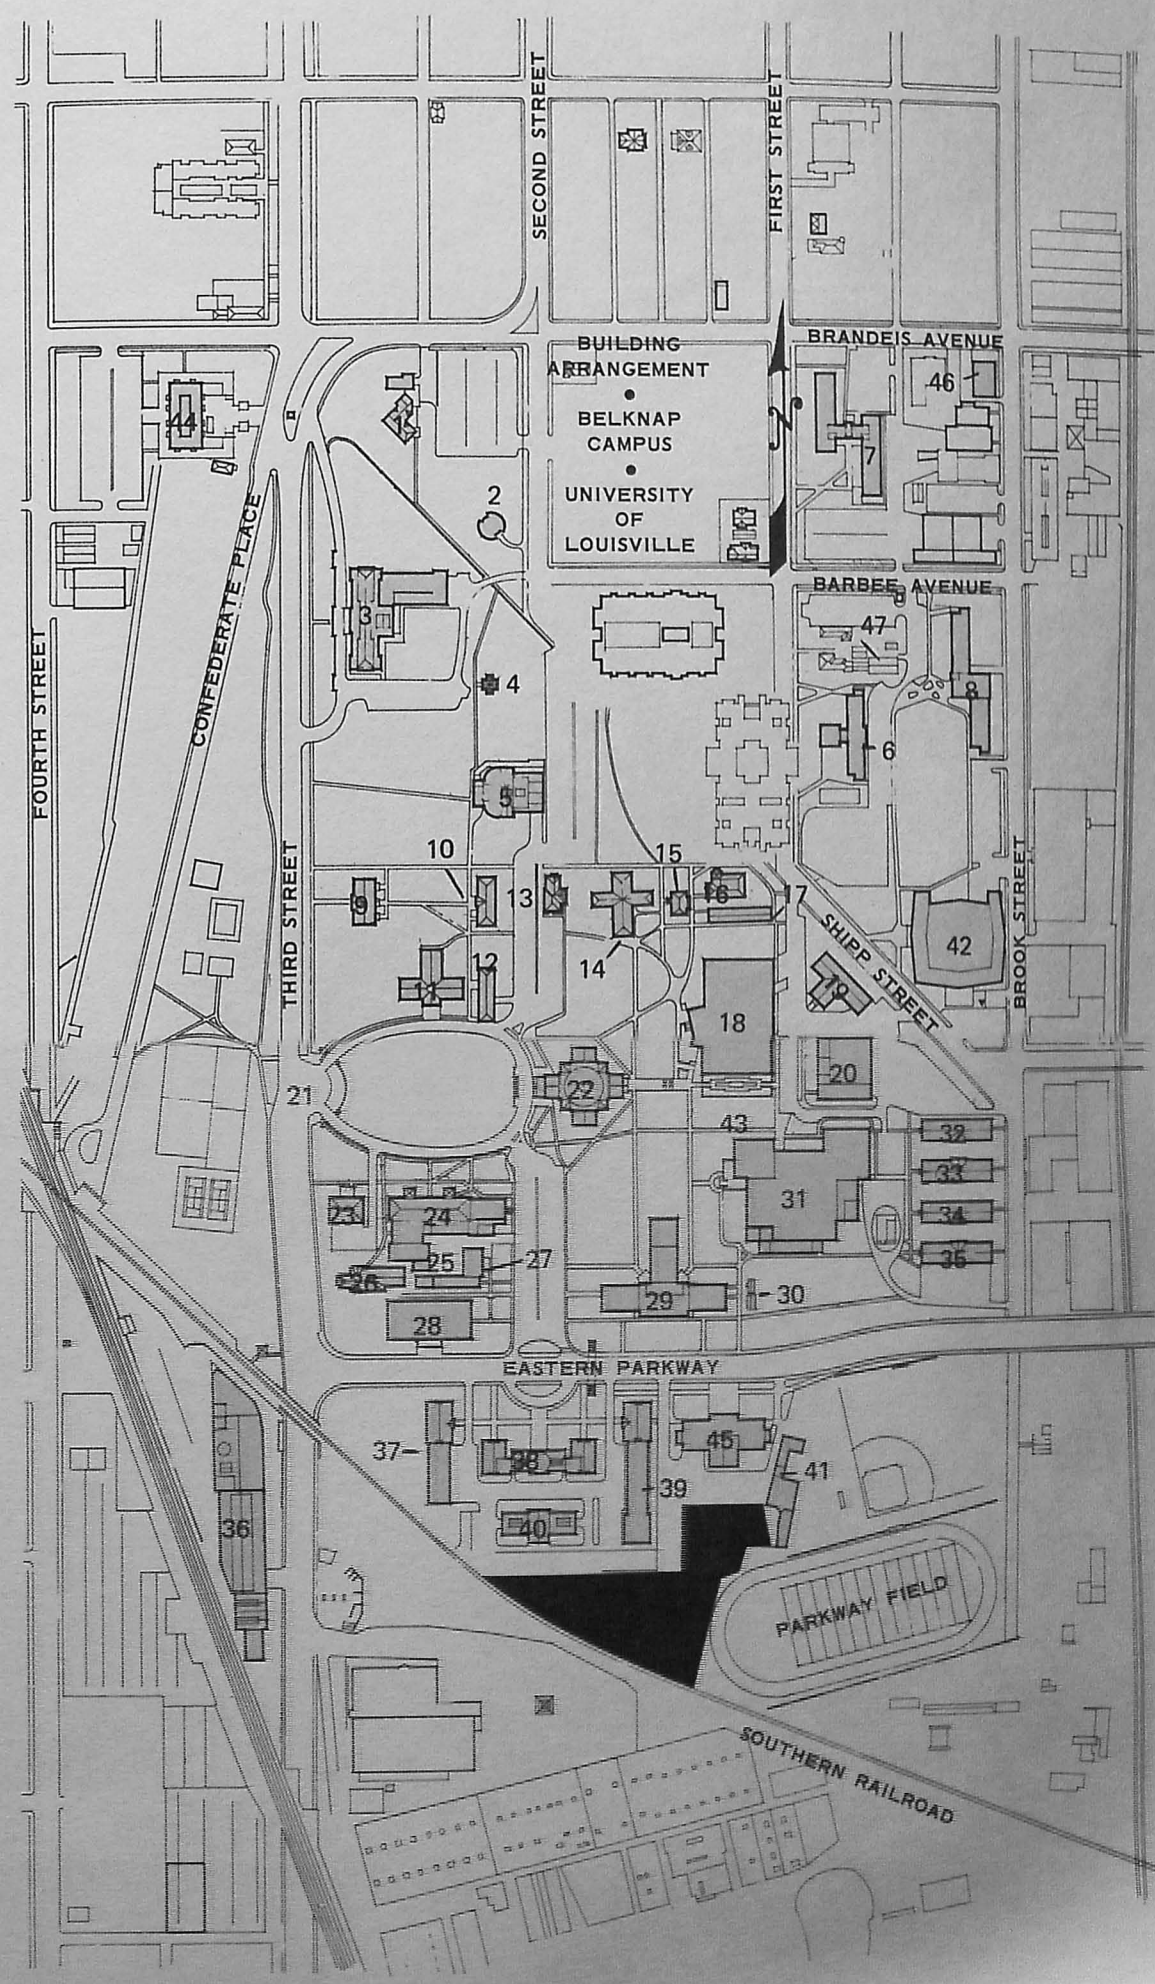 SECOND STREET
FIRST STREET
BRANDEIS AVENUE
BUILDING
ARRANGEMENT
BELKNAP
CAMPUS
UNIVERSITY
OF
LOUISVILLE
N
46
44
1
7
2
CONFEDERATE PLACE
BARBEE AVENUE
3
47
FOURTH STREET
4
8
6
5
THIRD STREET
10
15
BROOK STREET
9
13
16
17
SHIPP STREET
42
14
12
11
19
18
20
21
22
43
32
33
31
23
24
34
25
27
35
26
30
29
28
EASTERN PARKWAY
37
38
45
41
39
36
40
PARKWAY FIELD
SOUTHERN RAILROAD